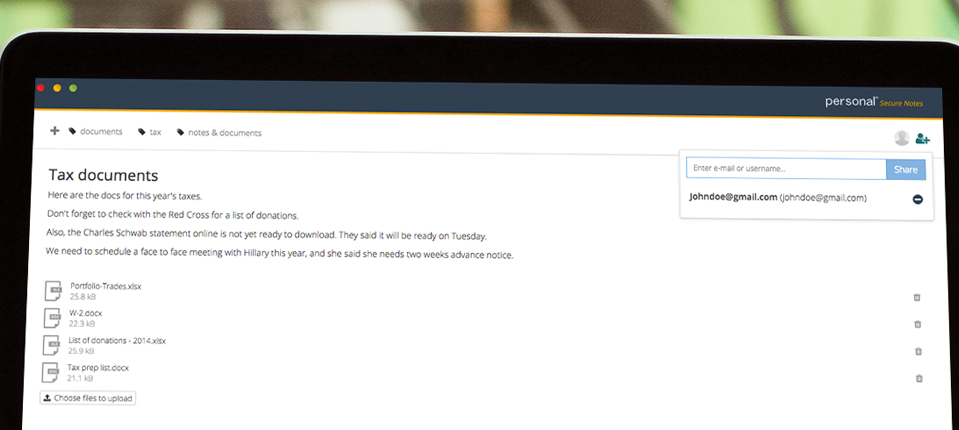 personal™ Secure Notes
documents tax notes & documents
Enter e-mail or username... Share
johndoe@gmail.com (johndoe@gmail.com)
Tax documents
Here are the docs for this year's taxes.
Don't forget to check with the Red Cross for a list of donations.
Also, the Charles Schwab statement online is not yet ready to download. They said it will be ready on Tuesday.
We need to schedule a face to face meeting with Hillary this year, and she said she needs two weeks advance notice.
Portfolio-Trades.xlsx
25.8 kB
W-2.docx
22.3 kB
List of donations - 2014.xlsx
25.9 kB
Tax prep list.docx
21.1 kB
Choose files to upload